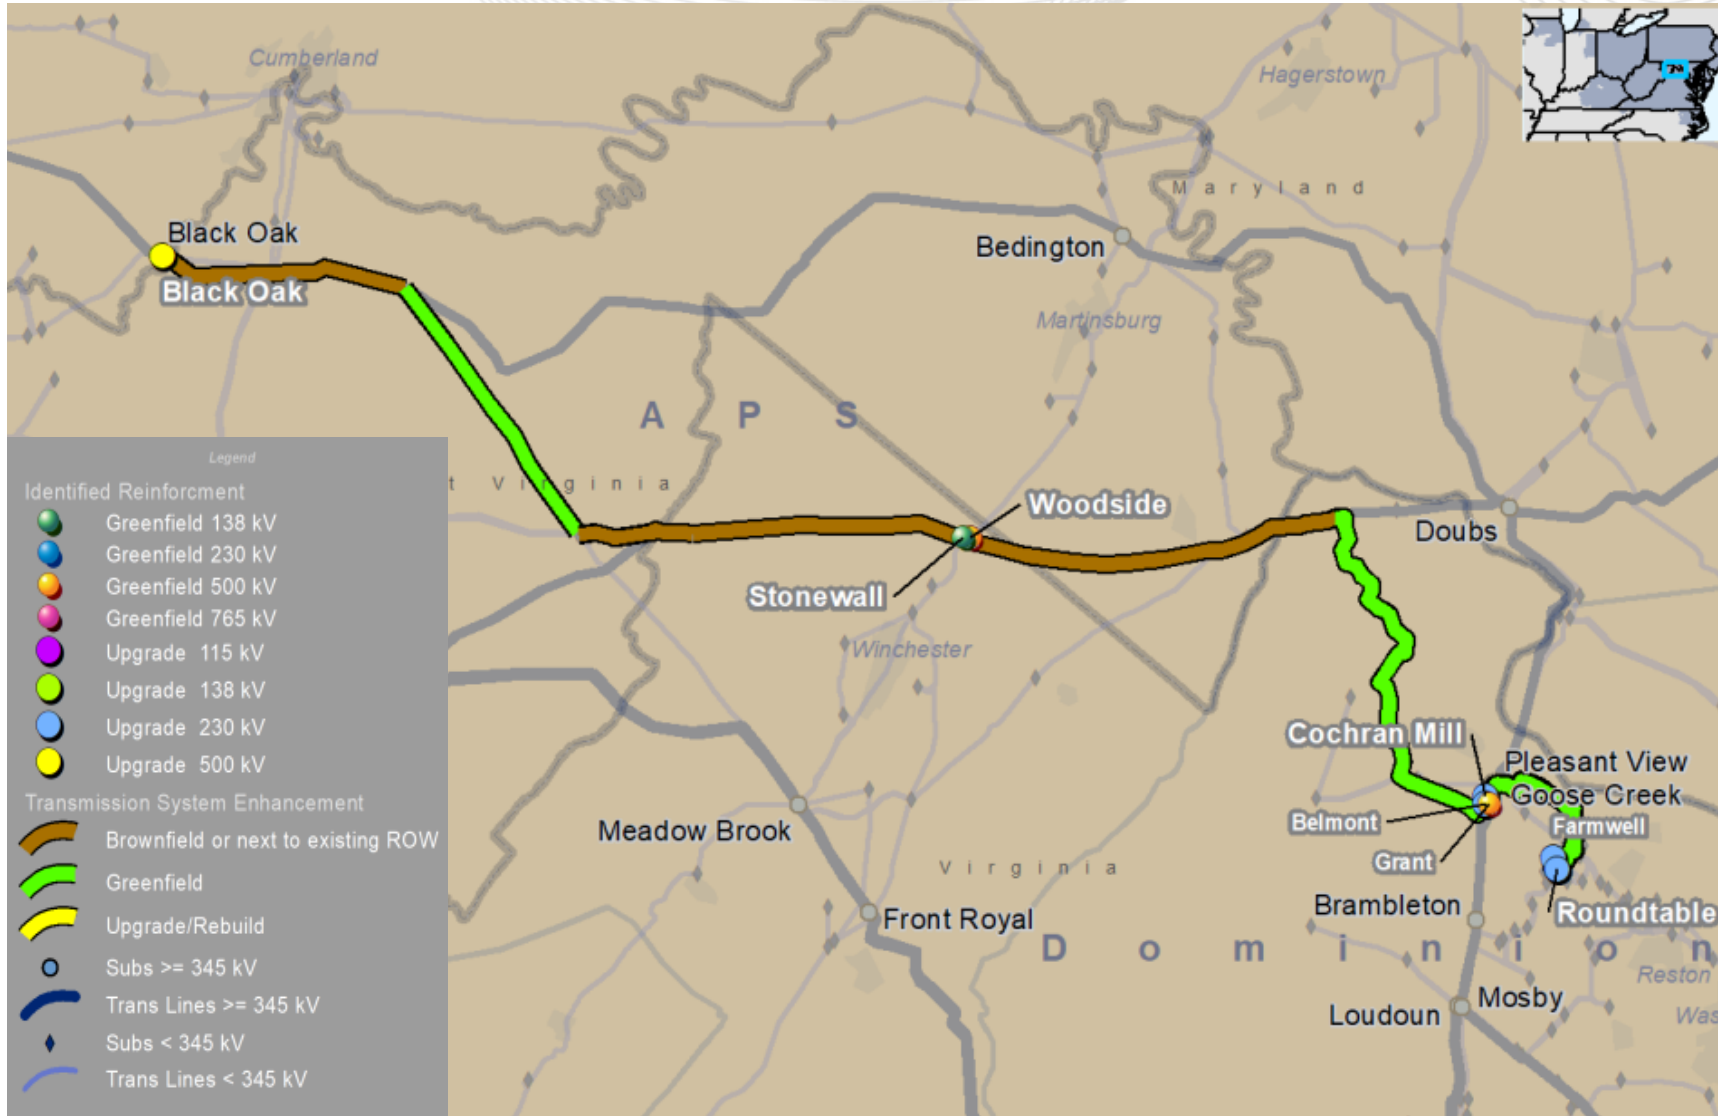 Cumberland
Hagerstown
Maryland
Black Oak
Black Oak
Bedington
Martinsburg
A P S
t Virginia
Woodside
Doubs
Stonewall
Winchester
Cochran Mill
Pleasant View
Goose Creek
Belmont
Farmwell
Grant
Meadow Brook
Virginia
Brambleton
Roundtable
Front Royal
Dominion
Reston
Mosby
Loudoun
Was
Legend
Identified Reinforcment
Greenfield 138 kV
Greenfield 230 kV
Greenfield 500 kV
Greenfield 765 kV
Upgrade 115 kV
Upgrade 138 kV
Upgrade 230 kV
Upgrade 500 kV
Transmission System Enhancement
Brownfield or next to existing ROW
Greenfield
Upgrade/Rebuild
Subs >= 345 kV
Trans Lines >= 345 kV
Subs < 345 kV
Trans Lines < 345 kV